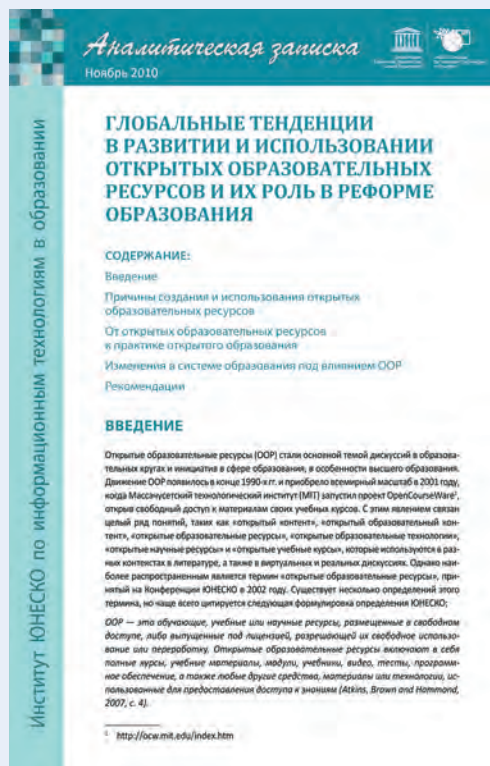 Аналитическая записка
Ноябрь 2010
Институт ЮНЕСКО по информационным технологиям в образовании
ГЛОБАЛЬНЫЕ ТЕНДЕНЦИИ
В РАЗВИТИИ И ИСПОЛЬЗОВАНИИ
ОТКРЫТЫХ ОБРАЗОВАТЕЛЬНЫХ
РЕСУРСОВ И ИХ РОЛЬ В РЕФОРМЕ
ОБРАЗОВАНИЯ
СОДЕРЖАНИЕ:
Введение
Причины создания и использования открытых
образовательных ресурсов
От открытых образовательных ресурсов
к практике открытого образования
Изменения в системе образования под влиянием ООР
Рекомендации
ВВЕДЕНИЕ
Открытые образовательные ресурсы (ООР) стали основной темой дискуссий в образова-
тельных кругах и инициатив в сфере образования, в особенности высшего образования.
Движение ООР появилось в конце 1990-х гг. и приобрело всемирный масштаб в 2001 году,
когда Массачусетский технологический институт (MIT) запустил проект OpenCourseWare¹,
открыв свободный доступ к материалам своих учебных курсов. С этим явлением связан
целый ряд понятий, таких как «открытый контент», «открытый образовательный кон-
тент», «открытые образовательные ресурсы», «открытые образовательные технологии»,
«открытые научные ресурсы» и «открытые учебные курсы», которые используются в раз-
ных контекстах в литературе, а также в виртуальных и реальных дискуссиях. Однако наи-
более распространенным является термин «открытые образовательные ресурсы», при-
нятый на Конференции ЮНЕСКО в 2002 году. Существует несколько определений этого
термина, но чаще всего цитируется следующая формулировка определения ЮНЕСКО:
ООР — это обучающие, учебные или научные ресурсы, размещенные в свободном
доступе, либо выпущенные под лицензией, разрешающей их свободное использо-
вание или переработку. Открытые образовательные ресурсы включают в себя
полные курсы, учебные материалы, модули, учебники, видео, тесты, программ-
ное обеспечение, а также любые другие средства, материалы или технологии, ис-
пользованные для предоставления доступа к знаниям (Atkins, Brown and Hammond,
2007, с. 4).
¹ http://ocw.mit.edu/index.htm